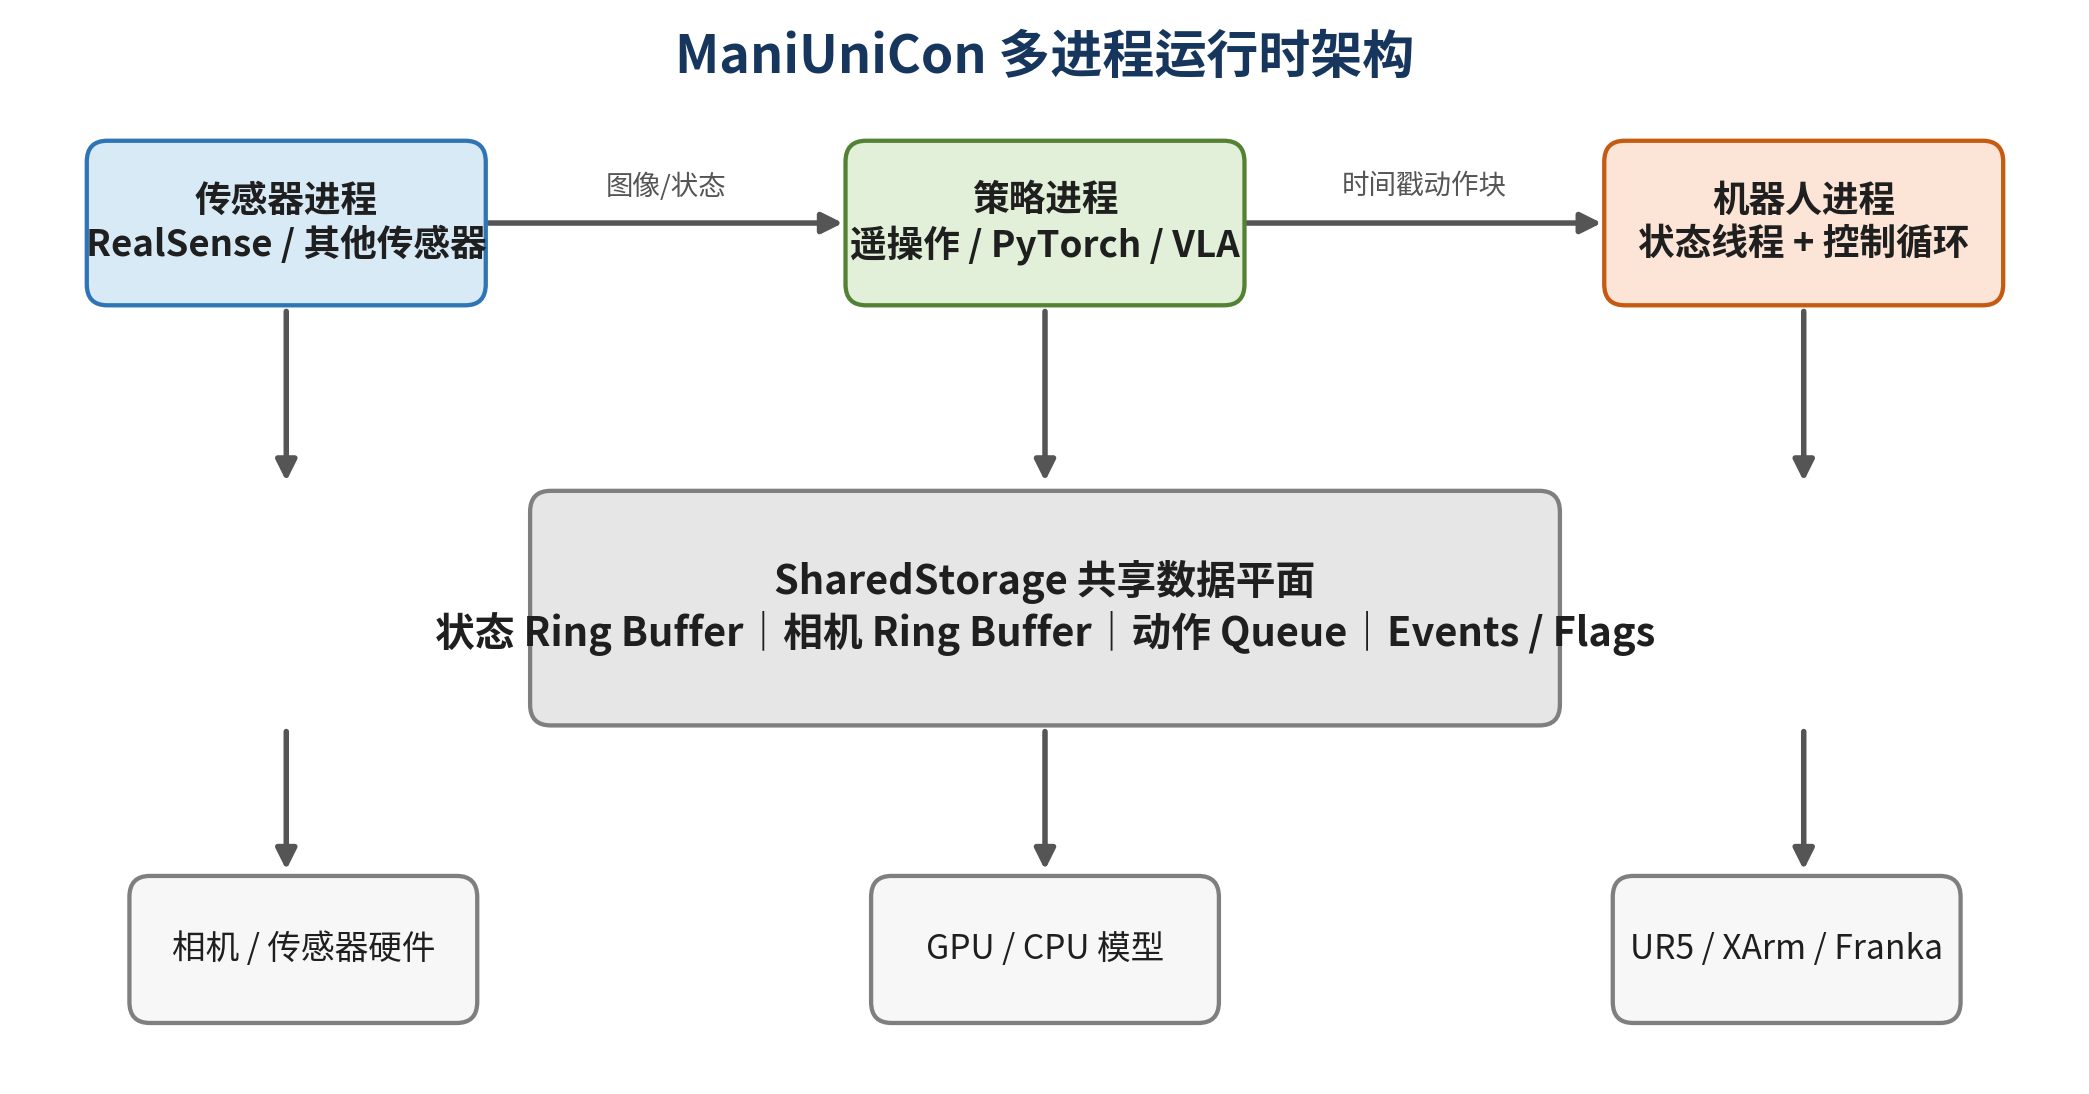 ManiUniCon 多进程运行时架构
传感器进程
RealSense / 其他传感器
图像/状态
策略进程
遥操作 / PyTorch / VLA
时间戳动作块
机器人进程
状态线程 + 控制循环
SharedStorage 共享数据平面
状态 Ring Buffer｜相机 Ring Buffer｜动作 Queue｜Events / Flags
相机 / 传感器硬件
GPU / CPU 模型
UR5 / XArm / Franka